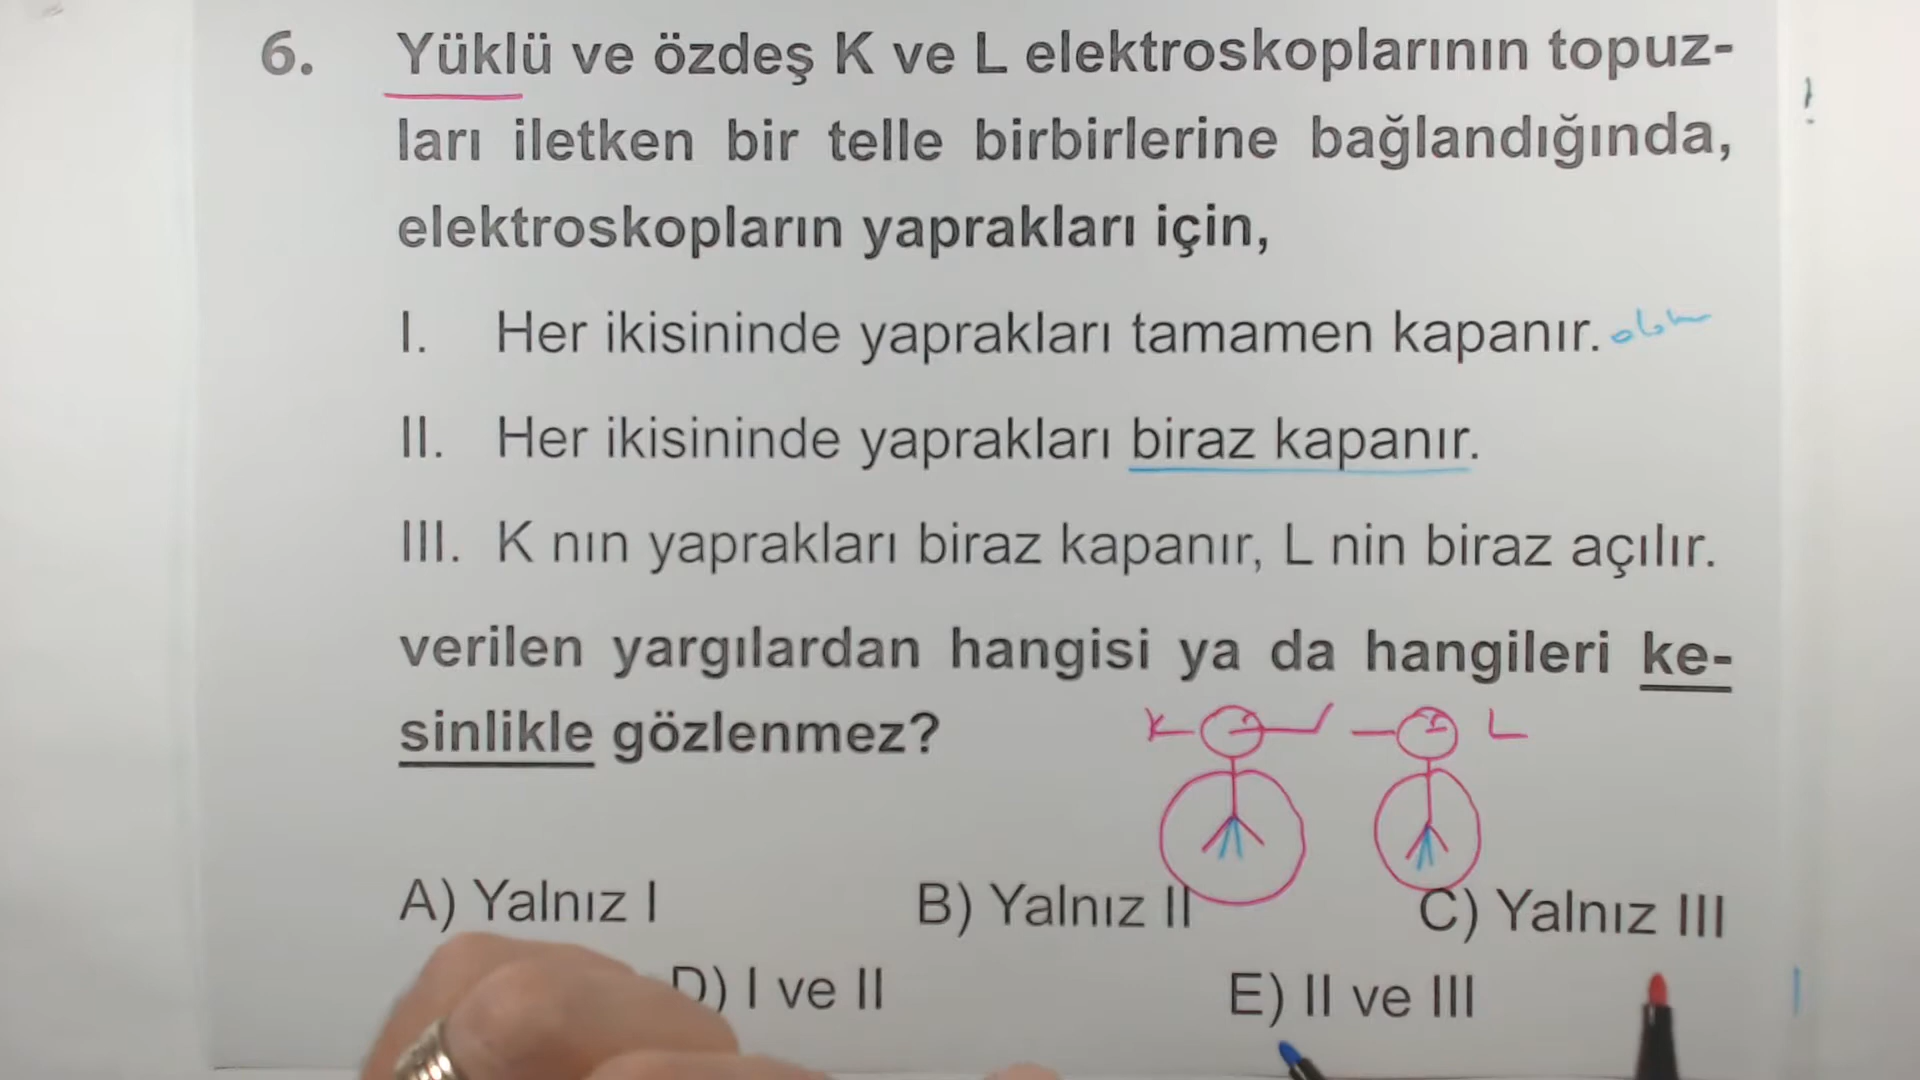 6. Yüklü ve özdeş K ve L elektroskoplarının topuz-
ları iletken bir telle birbirlerine bağlandığında,
elektroskopların yaprakları için,
I. Her ikisininde yaprakları tamamen kapanır.
II. Her ikisininde yaprakları biraz kapanır.
III. K nın yaprakları biraz kapanır, L nin biraz açılır.
verilen yargılardan hangisi ya da hangileri ke-
sinlikle gözlenmez?
K L
A) Yalnız I B) Yalnız II C) Yalnız III
D) I ve II E) II ve III